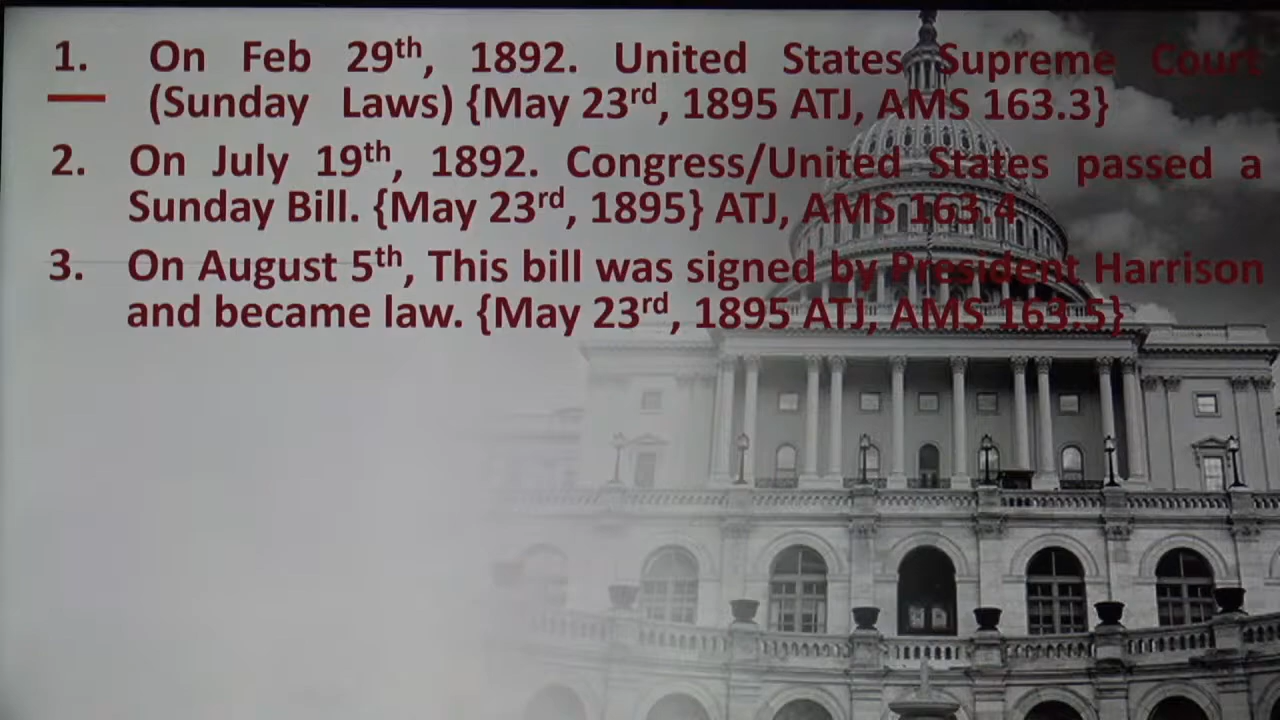 1. On Feb 29th, 1892. United States Supreme Court
(Sunday Laws) {May 23rd, 1895 ATJ, AMS 163.3}
2. On July 19th, 1892. Congress/United States passed a
Sunday Bill. {May 23rd, 1895} ATJ, AMS 163.4
3. On August 5th, This bill was signed by President Harrison
and became law. {May 23rd, 1895 ATJ, AMS 163.5}